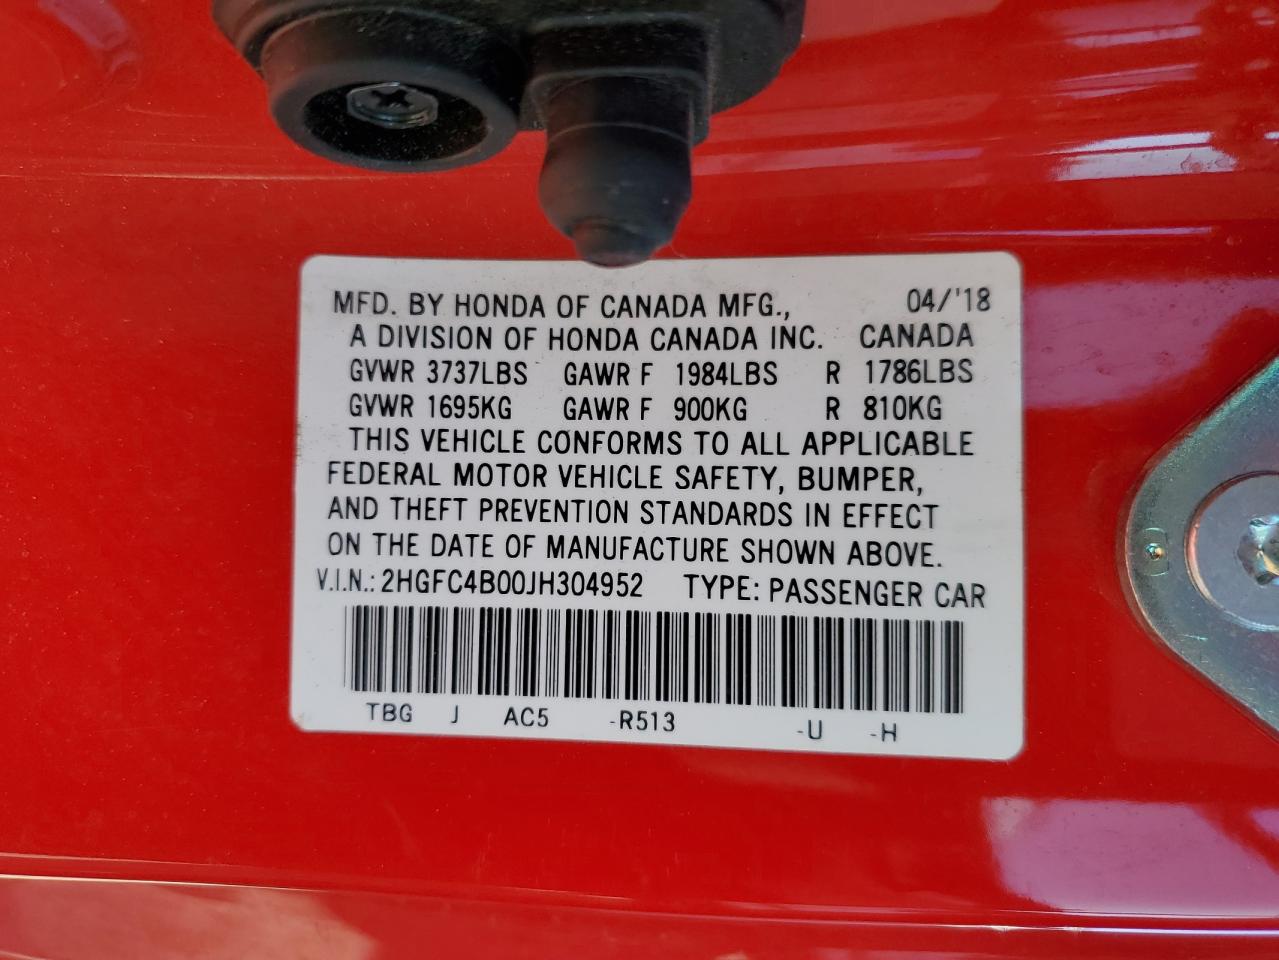 MFD. BY HONDA OF CANADA MFG., 04/'18
A DIVISION OF HONDA CANADA INC. CANADA
GVWR 3737LBS GAWR F 1984LBS R 1786LBS
GVWR 1695KG GAWR F 900KG R 810KG
THIS VEHICLE CONFORMS TO ALL APPLICABLE
FEDERAL MOTOR VEHICLE SAFETY, BUMPER,
AND THEFT PREVENTION STANDARDS IN EFFECT
ON THE DATE OF MANUFACTURE SHOWN ABOVE.
V.I.N.: 2HGFC4B00JH304952 TYPE: PASSENGER CAR
TBG J AC5 -R513 -U -H